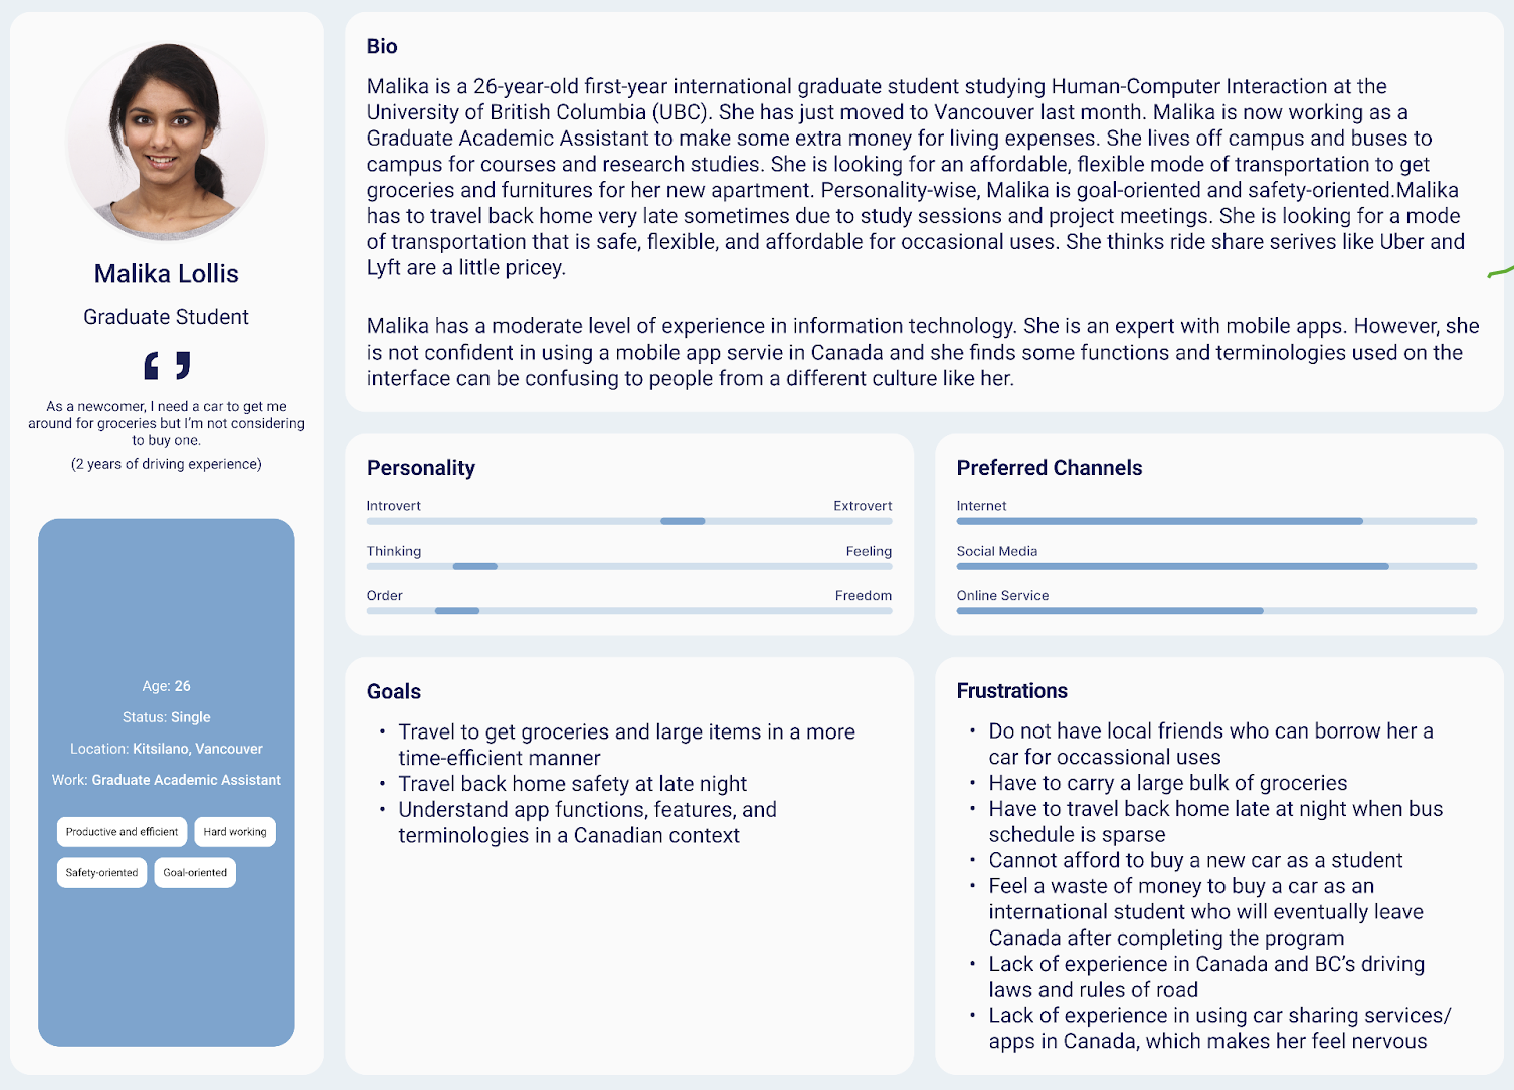 Malika Lollis
Graduate Student
As a newcomer, I need a car to get me
around for groceries but I'm not considering
to buy one.
(2 years of driving experience)
Age: 26
Status: Single
Location: Kitsilano, Vancouver
Work: Graduate Academic Assistant
Productive and efficient
Hard working
Safety-oriented
Goal-oriented
Bio
Malika is a 26-year-old first-year international graduate student studying Human-Computer Interaction at the
University of British Columbia (UBC). She has just moved to Vancouver last month. Malika is now working as a
Graduate Academic Assistant to make some extra money for living expenses. She lives off campus and buses to
campus for courses and research studies. She is looking for an affordable, flexible mode of transportation to get
groceries and furnitures for her new apartment. Personality-wise, Malika is goal-oriented and safety-oriented.Malika
has to travel back home very late sometimes due to study sessions and project meetings. She is looking for a mode
of transportation that is safe, flexible, and affordable for occasional uses. She thinks ride share serives like Uber and
Lyft are a little pricey.
Malika has a moderate level of experience in information technology. She is an expert with mobile apps. However, she
is not confident in using a mobile app servie in Canada and she finds some functions and terminologies used on the
interface can be confusing to people from a different culture like her.
Personality
Introvert Extrovert
Thinking Feeling
Order Freedom
Preferred Channels
Internet
Social Media
Online Service
Goals
• Travel to get groceries and large items in a more
time-efficient manner
• Travel back home safety at late night
• Understand app functions, features, and
terminologies in a Canadian context
Frustrations
• Do not have local friends who can borrow her a
car for occassional uses
• Have to carry a large bulk of groceries
• Have to travel back home late at night when bus
schedule is sparse
• Cannot afford to buy a new car as a student
• Feel a waste of money to buy a car as an
international student who will eventually leave
Canada after completing the program
• Lack of experience in Canada and BC's driving
laws and rules of road
• Lack of experience in using car sharing services/
apps in Canada, which makes her feel nervous